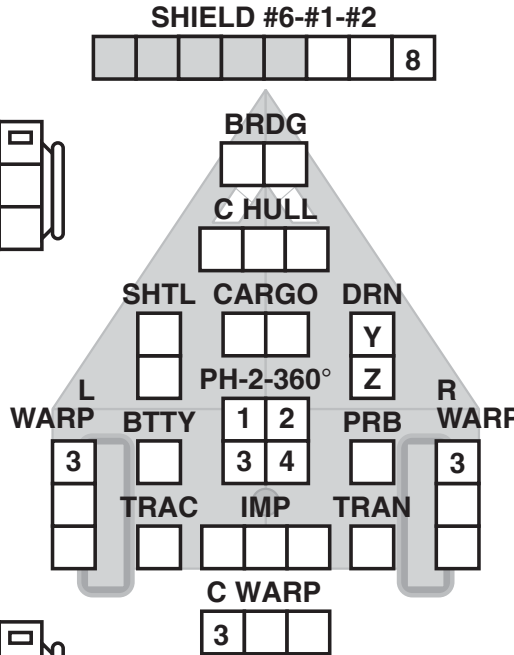 SHIELD #6-#1-#2
8
BRDG
C HULL
SHTL CARGO DRN
Y
Z
PH-2-360°
1 2
3 4
L WARP
BTTY
PRB
R WARP
3
3
TRAC IMP TRAN
C WARP
3